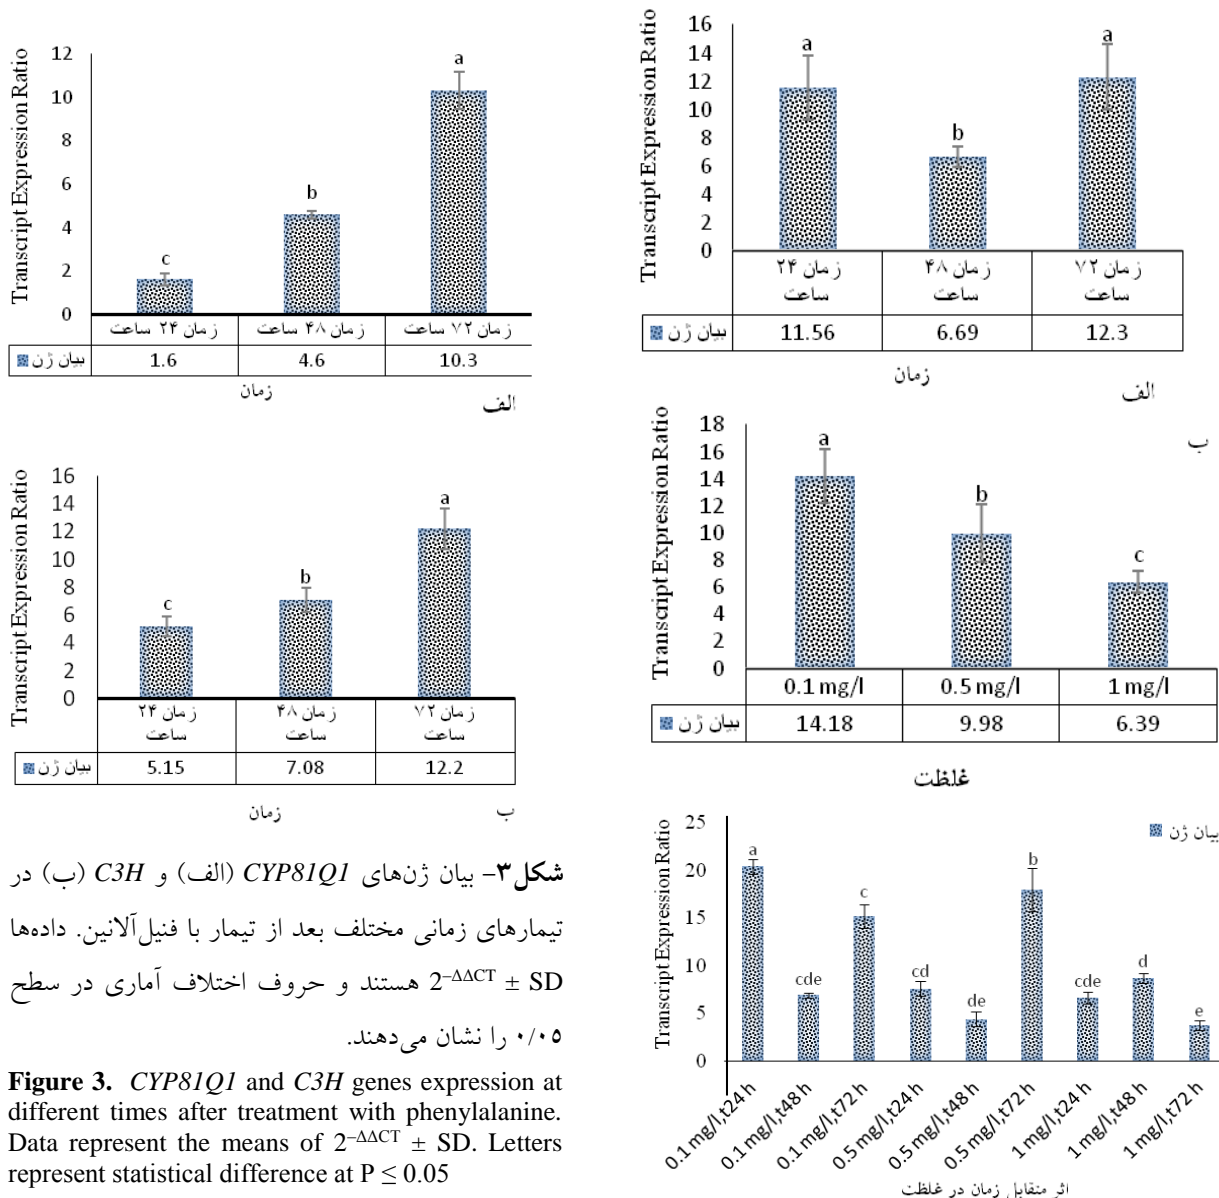 Transcript Expression Ratio
12
10
8
6
4
2
0
a
b
c
زمان ۲۴ ساعت
زمان ۴۸ ساعت
زمان ۷۲ ساعت
بیان ژن
1.6
4.6
10.3
زمان
الف
Transcript Expression Ratio
16
14
12
10
8
6
4
2
0
c
b
a
زمان ۲۴ ساعت
زمان ۴۸ ساعت
زمان ۷۲ ساعت
بیان ژن
5.15
7.08
12.2
زمان
ب
شکل۳- بیان ژن‌های CYP81Q1 (الف) و C3H (ب) در
تیمارهای زمانی مختلف بعد از تیمار با فنیل‌آلانین. داده‌ها
2–ΔΔCT ± SD هستند و حروف اختلاف آماری در سطح
۰/۰۵ را نشان می‌دهند.
Figure 3. CYP81Q1 and C3H genes expression at
different times after treatment with phenylalanine.
Data represent the means of 2–ΔΔCT ± SD. Letters
represent statistical difference at P ≤ 0.05
Transcript Expression Ratio
16
14
12
10
8
6
4
2
0
a
b
a
زمان ۲۴
ساعت
زمان ۴۸
ساعت
زمان ۷۲
ساعت
بیان ژن
11.56
6.69
12.3
زمان
الف
ب
Transcript Expression Ratio
18
16
14
12
10
8
6
4
2
0
a
b
c
0.1 mg/l
0.5 mg/l
1 mg/l
بیان ژن
14.18
9.98
6.39
غلظت
بیان ژن
Transcript Expression Ratio
25
20
15
10
5
0
a
cde
c
cd
de
b
cde
d
e
0.1 mg/l,t24 h
0.1 mg/l,t48 h
0.1 mg/l,t72 h
0.5 mg/l,t24 h
0.5 mg/l,t48 h
0.5 mg/l,t72 h
1 mg/l,t24 h
1 mg/l,t48 h
1 mg/l,t72 h
اثر متقابل زمان در غلظت